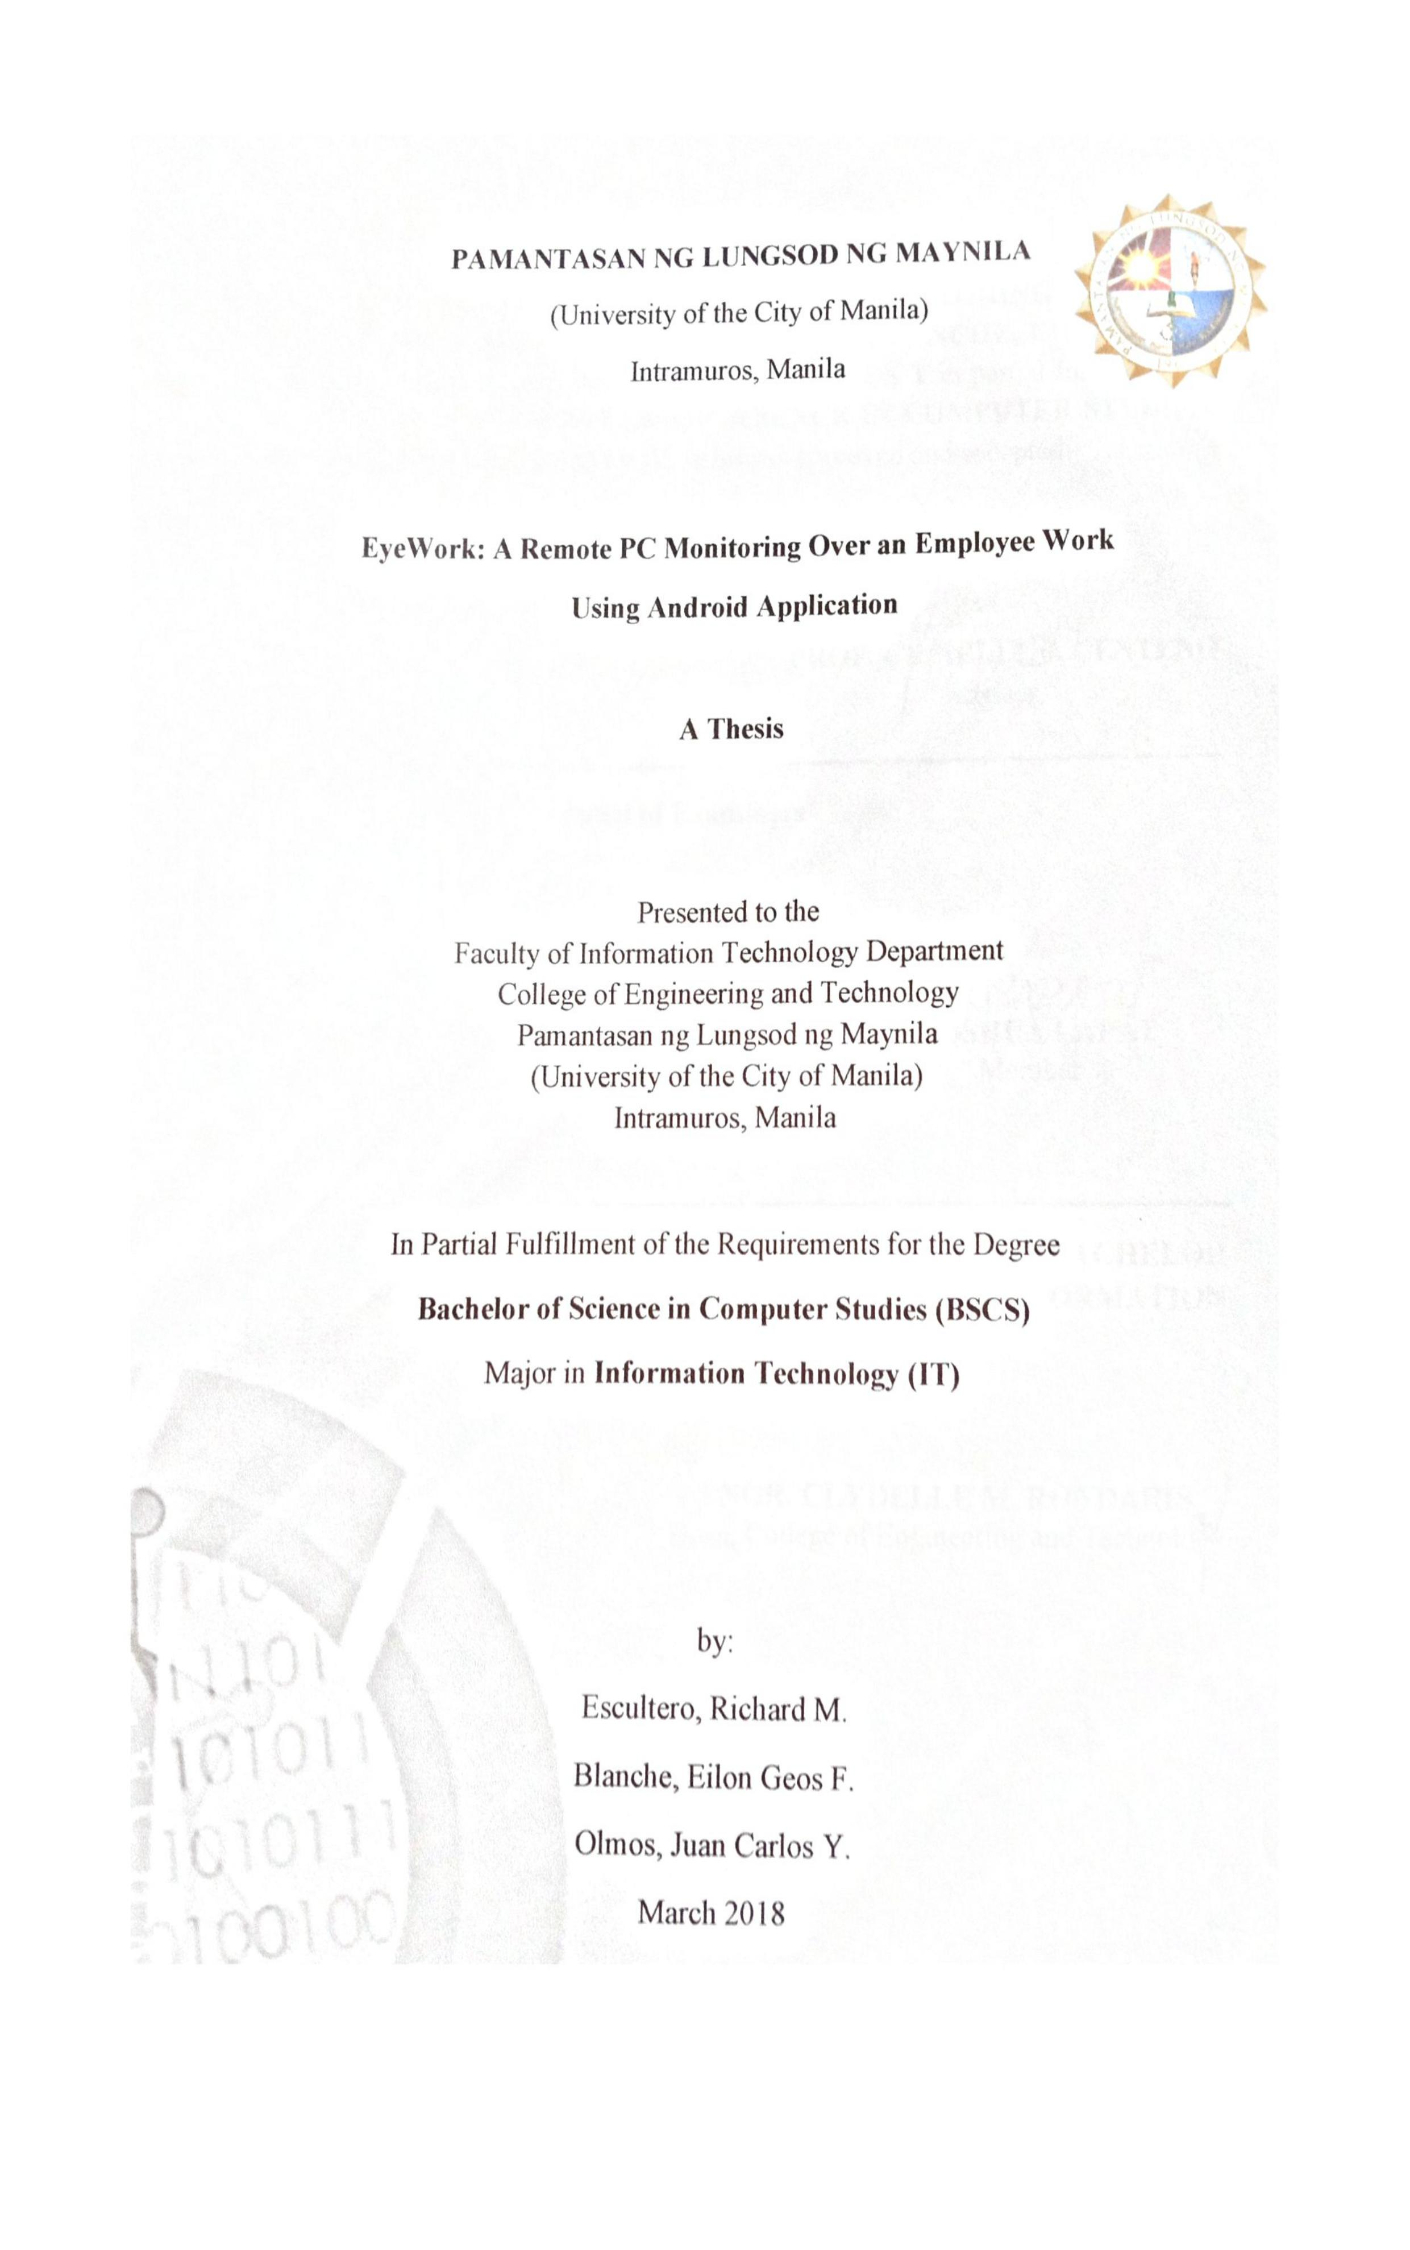 PAMANTASAN NG LUNGSOD NG MAYNILA
(University of the City of Manila)
Intramuros, Manila
EyeWork: A Remote PC Monitoring Over an Employee Work
Using Android Application
A Thesis
Presented to the
Faculty of Information Technology Department
College of Engineering and Technology
Pamantasan ng Lungsod ng Maynila
(University of the City of Manila)
Intramuros, Manila
In Partial Fulfillment of the Requirements for the Degree
Bachelor of Science in Computer Studies (BSCS)
Major in Information Technology (IT)
by:
Escultero, Richard M.
Blanche, Eilon Geos F.
Olmos, Juan Carlos Y.
March 2018
101011
1010111
100100